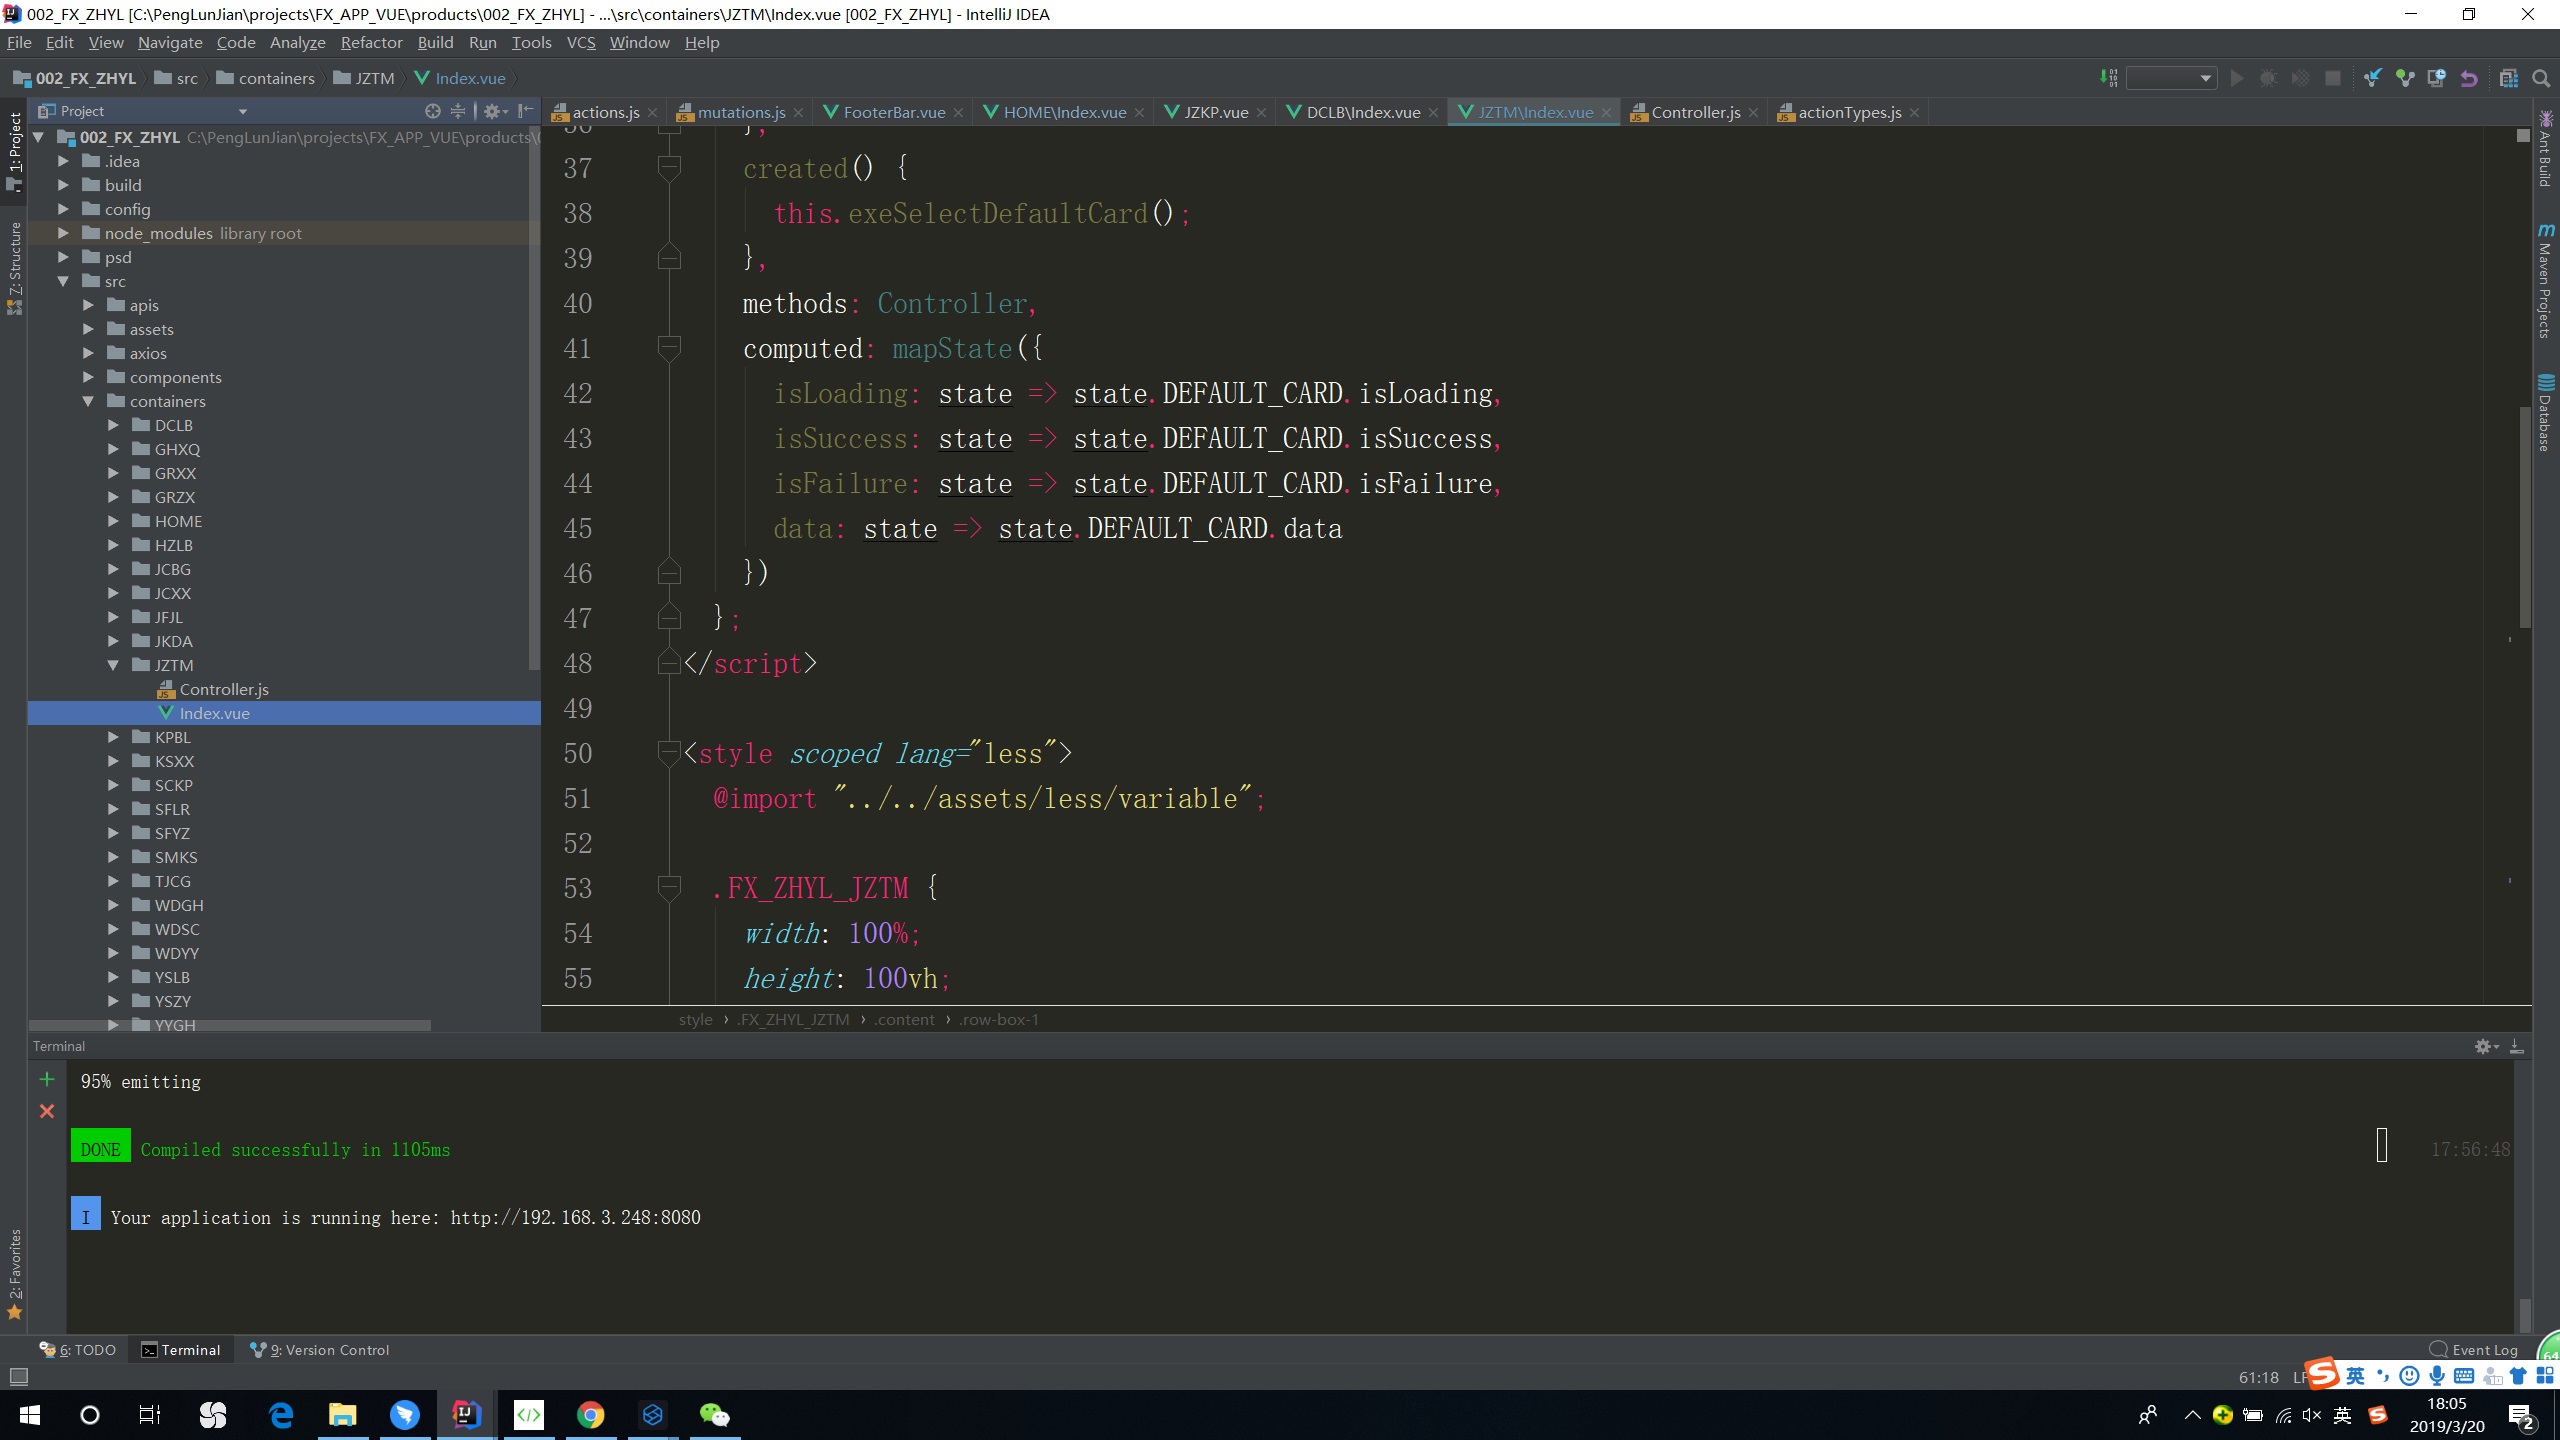 002_FX_ZHYL [C:\PengLunJian\projects\FX_APP_VUE\products\002_FX_ZHYL] - ...\src\containers\JZTM\Index.vue [002_FX_ZHYL] - IntelliJ IDEA
File Edit View Navigate Code Analyze Refactor Build Run Tools VCS Window Help
002_FX_ZHYL src containers JZTM Index.vue
Project
actions.js mutations.js FooterBar.vue HOME\Index.vue JZKP.vue DCLB\Index.vue JZTM\Index.vue Controller.js actionTypes.js
1: Project
Z: Structure
2: Favorites
002_FX_ZHYL C:\PengLunJian\projects\FX_APP_VUE\products\
.idea
build
config
node_modules library root
psd
src
apis
assets
axios
components
containers
DCLB
GHXQ
GRXX
GRZX
HOME
HZLB
JCBG
JCXX
JFJL
JKDA
JZTM
Controller.js
Index.vue
KPBL
KSXX
SCKP
SFLR
SFYZ
SMKS
TJCG
WDGH
WDSC
WDYY
YSLB
YSZY
YYGH
36 },
37 created() {
38 this.exeSelectDefaultCard();
39 },
40 methods: Controller,
41 computed: mapState({
42 isLoading: state => state.DEFAULT_CARD.isLoading,
43 isSuccess: state => state.DEFAULT_CARD.isSuccess,
44 isFailure: state => state.DEFAULT_CARD.isFailure,
45 data: state => state.DEFAULT_CARD.data
46 })
47 };
48 </script>
49
50 <style scoped lang="less">
51 @import "../../assets/less/variable";
52
53 .FX_ZHYL_JZTM {
54 width: 100%;
55 height: 100vh;
style › .FX_ZHYL_JZTM › .content › .row-box-1
Ant Build
Maven Projects
Database
Terminal
95% emitting
DONE Compiled successfully in 1105ms 17:56:48
I Your application is running here: http://192.168.3.248:8080
6: TODO Terminal 9: Version Control Event Log
64
61:18 LF 英
英 18:05
2019/3/20 2